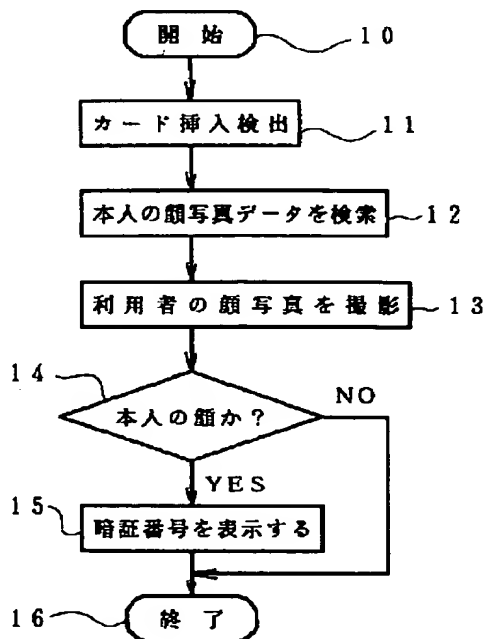 開始 10
カード挿入検出 11
本人の顔写真データを検索 12
利用者の顔写真を撮影 13
14
本人の顔か? NO
YES
15
暗証番号を表示する
16 終了